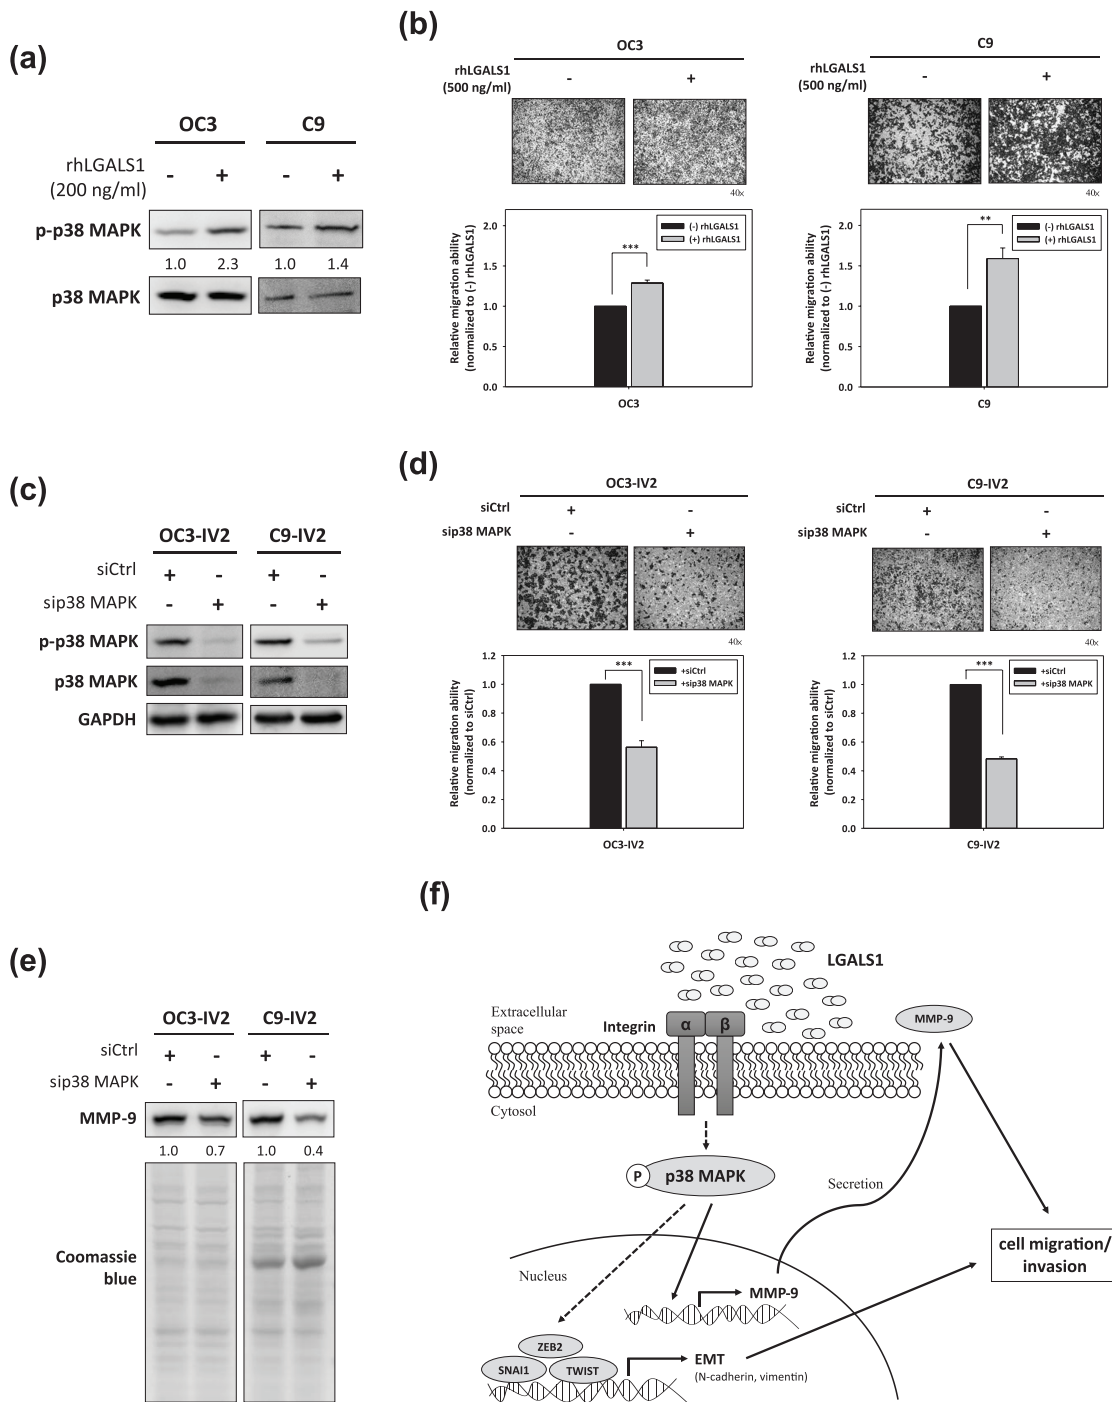 (a)
OC3 C9
rhLGALS1
(200 ng/ml)
- + - +
p-p38 MAPK
1.0 2.3 1.0 1.4
p38 MAPK
(b)
OC3
rhLGALS1
(500 ng/ml)
- +
40x
Relative migration ability
(normalized to (-) rhLGALS1)
2.0
1.5
1.0
0.5
0.0
***
(-) rhLGALS1
(+) rhLGALS1
OC3
C9
rhLGALS1
(500 ng/ml)
- +
40x
Relative migration ability
(normalized to (-) rhLGALS1)
2.0
1.5
1.0
0.5
0.0
**
(-) rhLGALS1
(+) rhLGALS1
C9
(c)
OC3-IV2 C9-IV2
siCtrl + - + -
sip38 MAPK - + - +
p-p38 MAPK
p38 MAPK
GAPDH
(d)
OC3-IV2
siCtrl + -
sip38 MAPK - +
40x
Relative migration ability
(normalized to siCtrl)
1.2
1.0
0.8
0.6
0.4
0.2
0.0
***
+siCtrl
+sip38 MAPK
OC3-IV2
C9-IV2
siCtrl + -
sip38 MAPK - +
40x
Relative migration ability
(normalized to siCtrl)
1.2
1.0
0.8
0.6
0.4
0.2
0.0
***
+siCtrl
+sip38 MAPK
C9-IV2
(e)
OC3-IV2 C9-IV2
siCtrl + - + -
sip38 MAPK - + - +
MMP-9
1.0 0.7 1.0 0.4
Coomassie
blue
(f)
LGALS1
Extracellular
space
Integrin
α β
MMP-9
Cytosol
P
p38 MAPK
Secretion
cell migration/
invasion
Nucleus
MMP-9
ZEB2
SNAI1 TWIST
EMT
(N-cadherin, vimentin)